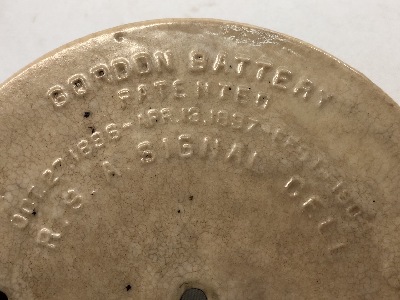 GORDON BATTERY
PATENTED
OCT. 27. 1896 - APR. 13. 1897 -
R. S. A. SIGNAL CELL